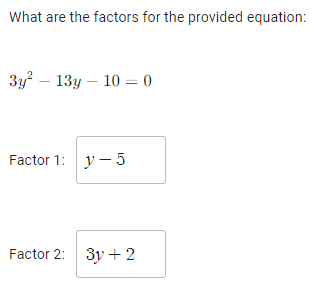 What are the factors for the provided equation:
3y² – 13y – 10 = 0
Factor 1: y – 5
Factor 2: 3y + 2